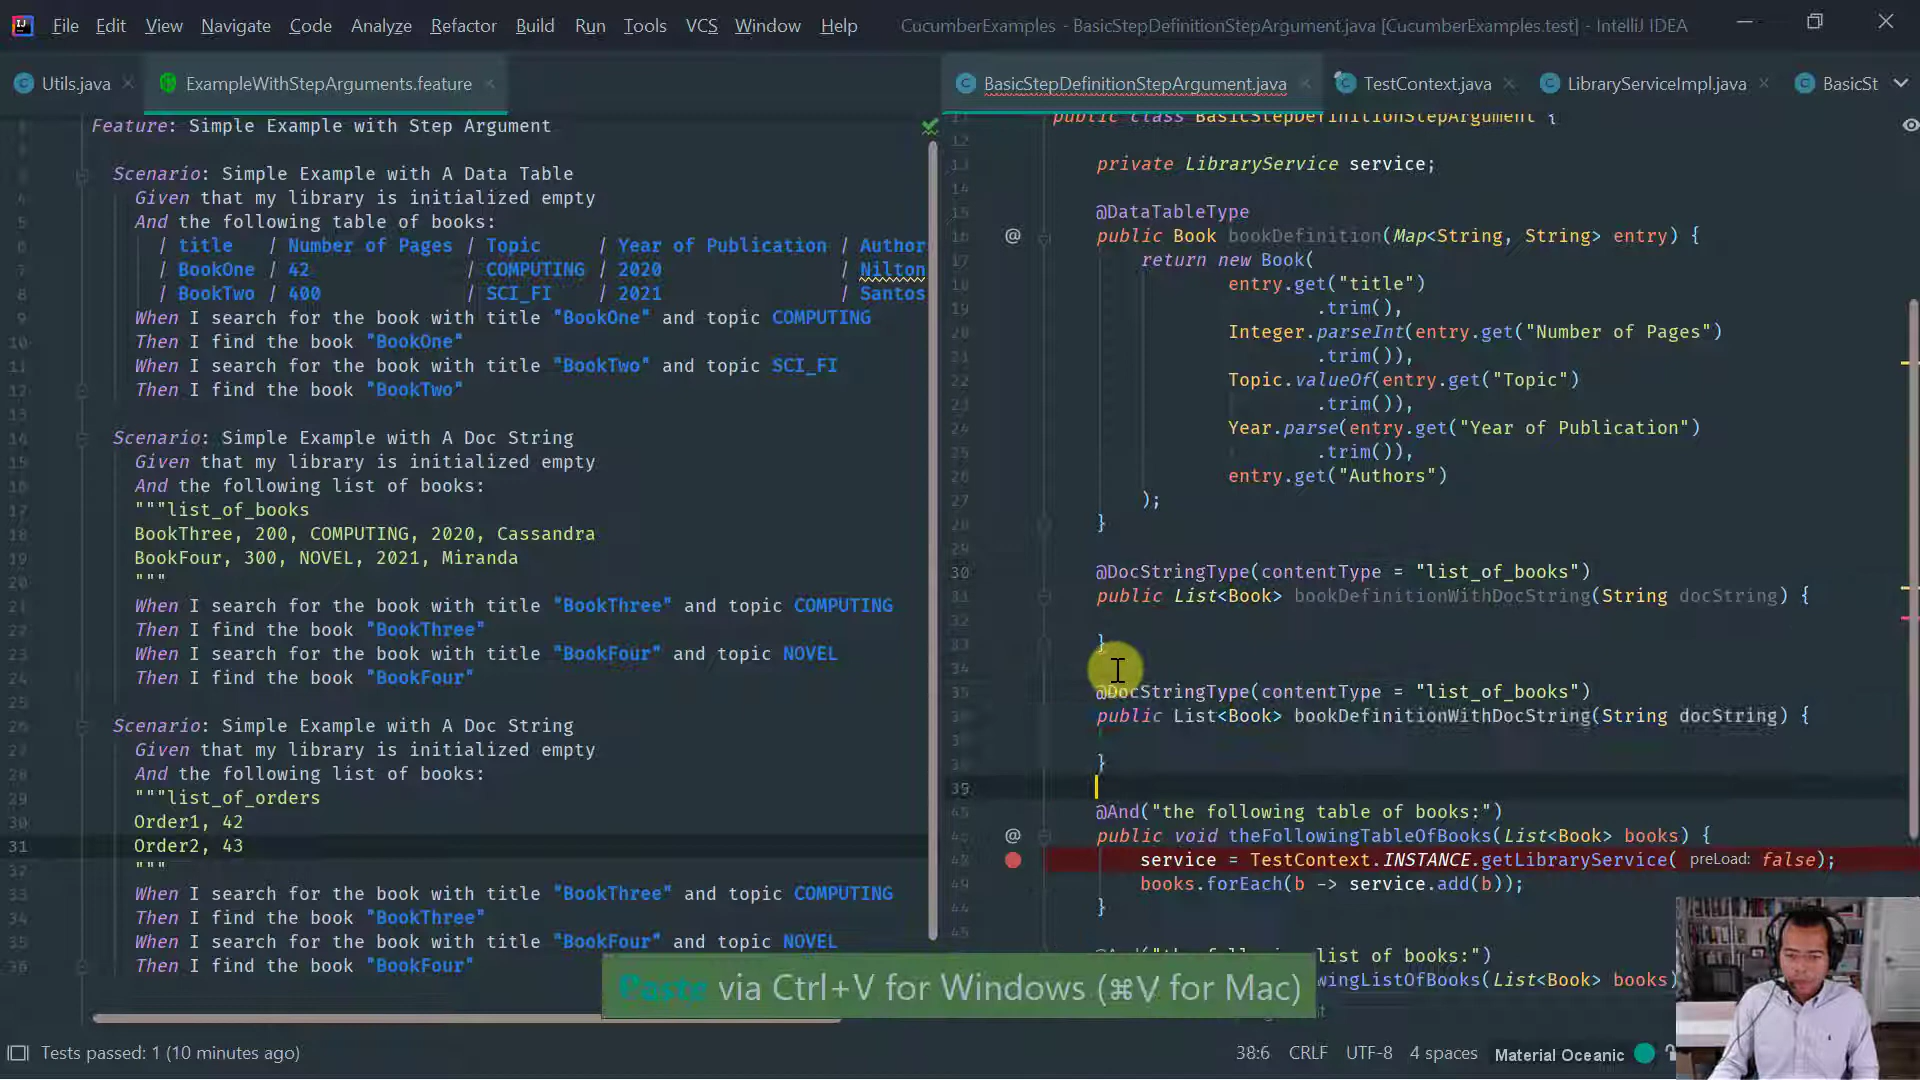 File Edit View Navigate Code Analyze Refactor Build Run Tools VCS Window Help CucumberExamples - BasicStepDefinitionStepArgument.java [CucumberExamples.test] - IntelliJ IDEA
Utils.java ExampleWithStepArguments.feature BasicStepDefinitionStepArgument.java TestContext.java LibraryServiceImpl.java BasicSt
Feature: Simple Example with Step Argument
Scenario: Simple Example with A Data Table
Given that my library is initialized empty
And the following table of books:
| title | Number of Pages | Topic | Year of Publication | Author
| BookOne | 42 | COMPUTING | 2020 | Nilton
| BookTwo | 400 | SCI_FI | 2021 | Santos
When I search for the book with title "BookOne" and topic COMPUTING
Then I find the book "BookOne"
When I search for the book with title "BookTwo" and topic SCI_FI
Then I find the book "BookTwo"
Scenario: Simple Example with A Doc String
Given that my library is initialized empty
And the following list of books:
"""list_of_books
BookThree, 200, COMPUTING, 2020, Cassandra
BookFour, 300, NOVEL, 2021, Miranda
"""
When I search for the book with title "BookThree" and topic COMPUTING
Then I find the book "BookThree"
When I search for the book with title "BookFour" and topic NOVEL
Then I find the book "BookFour"
Scenario: Simple Example with A Doc String
Given that my library is initialized empty
And the following list of books:
"""list_of_orders
Order1, 42
Order2, 43
"""
When I search for the book with title "BookThree" and topic COMPUTING
Then I find the book "BookThree"
When I search for the book with title "BookFour" and topic NOVEL
Then I find the book "BookFour"
public class BasicStepDefinitionStepArgument {
private LibraryService service;
@DataTableType
public Book bookDefinition(Map<String, String> entry) {
return new Book(
entry.get("title")
.trim(),
Integer.parseInt(entry.get("Number of Pages")
.trim()),
Topic.valueOf(entry.get("Topic")
.trim()),
Year.parse(entry.get("Year of Publication")
.trim()),
entry.get("Authors")
);
}
@DocStringType(contentType = "list_of_books")
public List<Book> bookDefinitionWithDocString(String docString) {
}
@DocStringType(contentType = "list_of_books")
public List<Book> bookDefinitionWithDocString(String docString) {
}
@And("the following table of books:")
public void theFollowingTableOfBooks(List<Book> books) {
service = TestContext.INSTANCE.getLibraryService( preLoad: false);
books.forEach(b -> service.add(b));
}
@And("the following list of books:")
wingListOfBooks(List<Book> books)
Paste via Ctrl+V for Windows (⌘V for Mac)
Tests passed: 1 (10 minutes ago) 38:6 CRLF UTF-8 4 spaces Material Oceanic